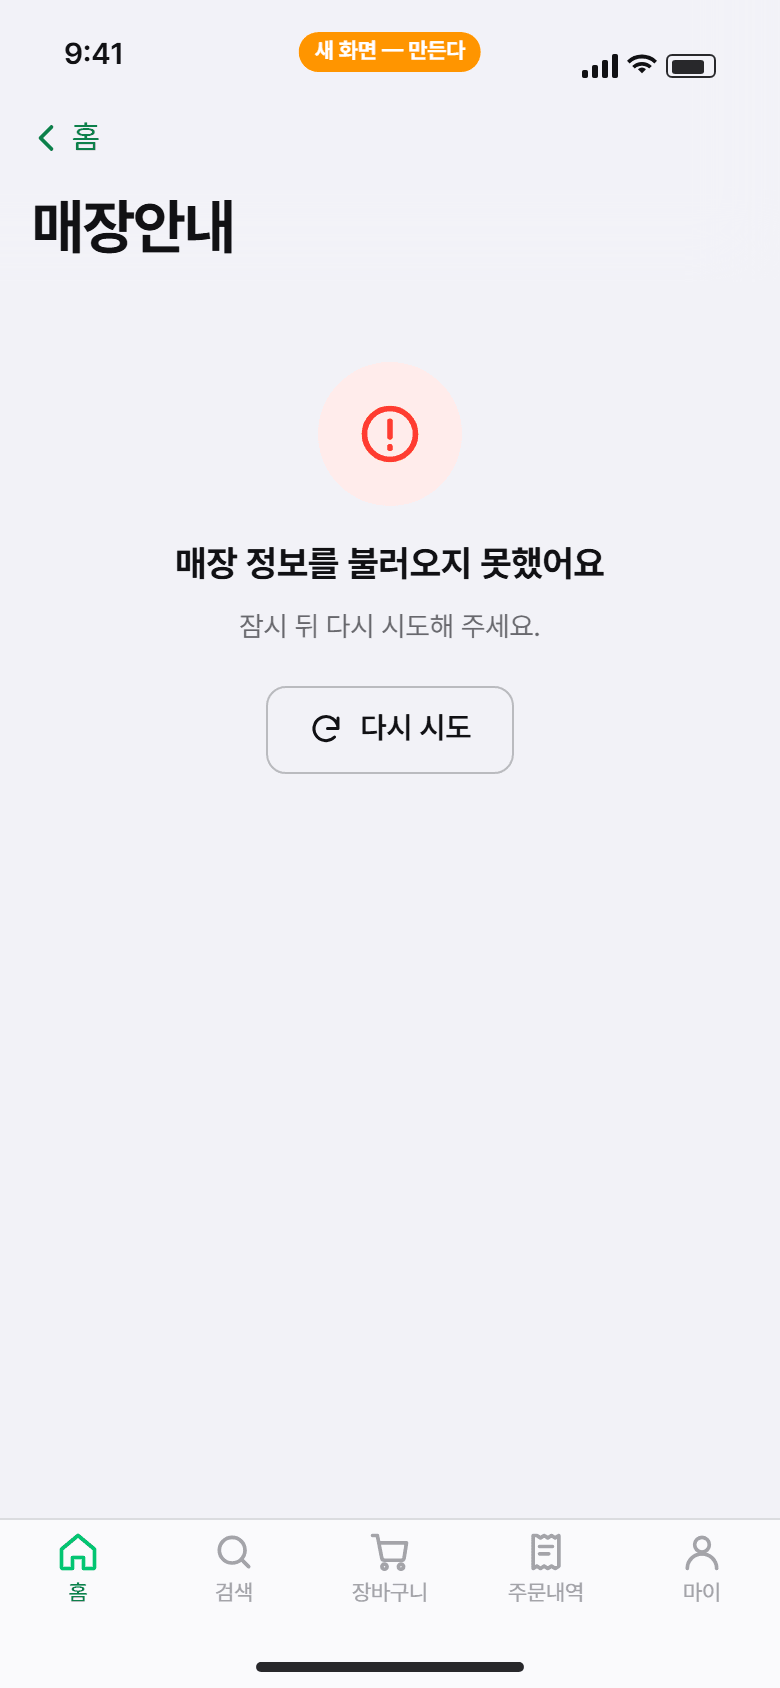 9:41
새 화면 — 만든다
홈
매장안내
매장 정보를 불러오지 못했어요
잠시 뒤 다시 시도해 주세요.
다시 시도
홈
검색
장바구니
주문내역
마이